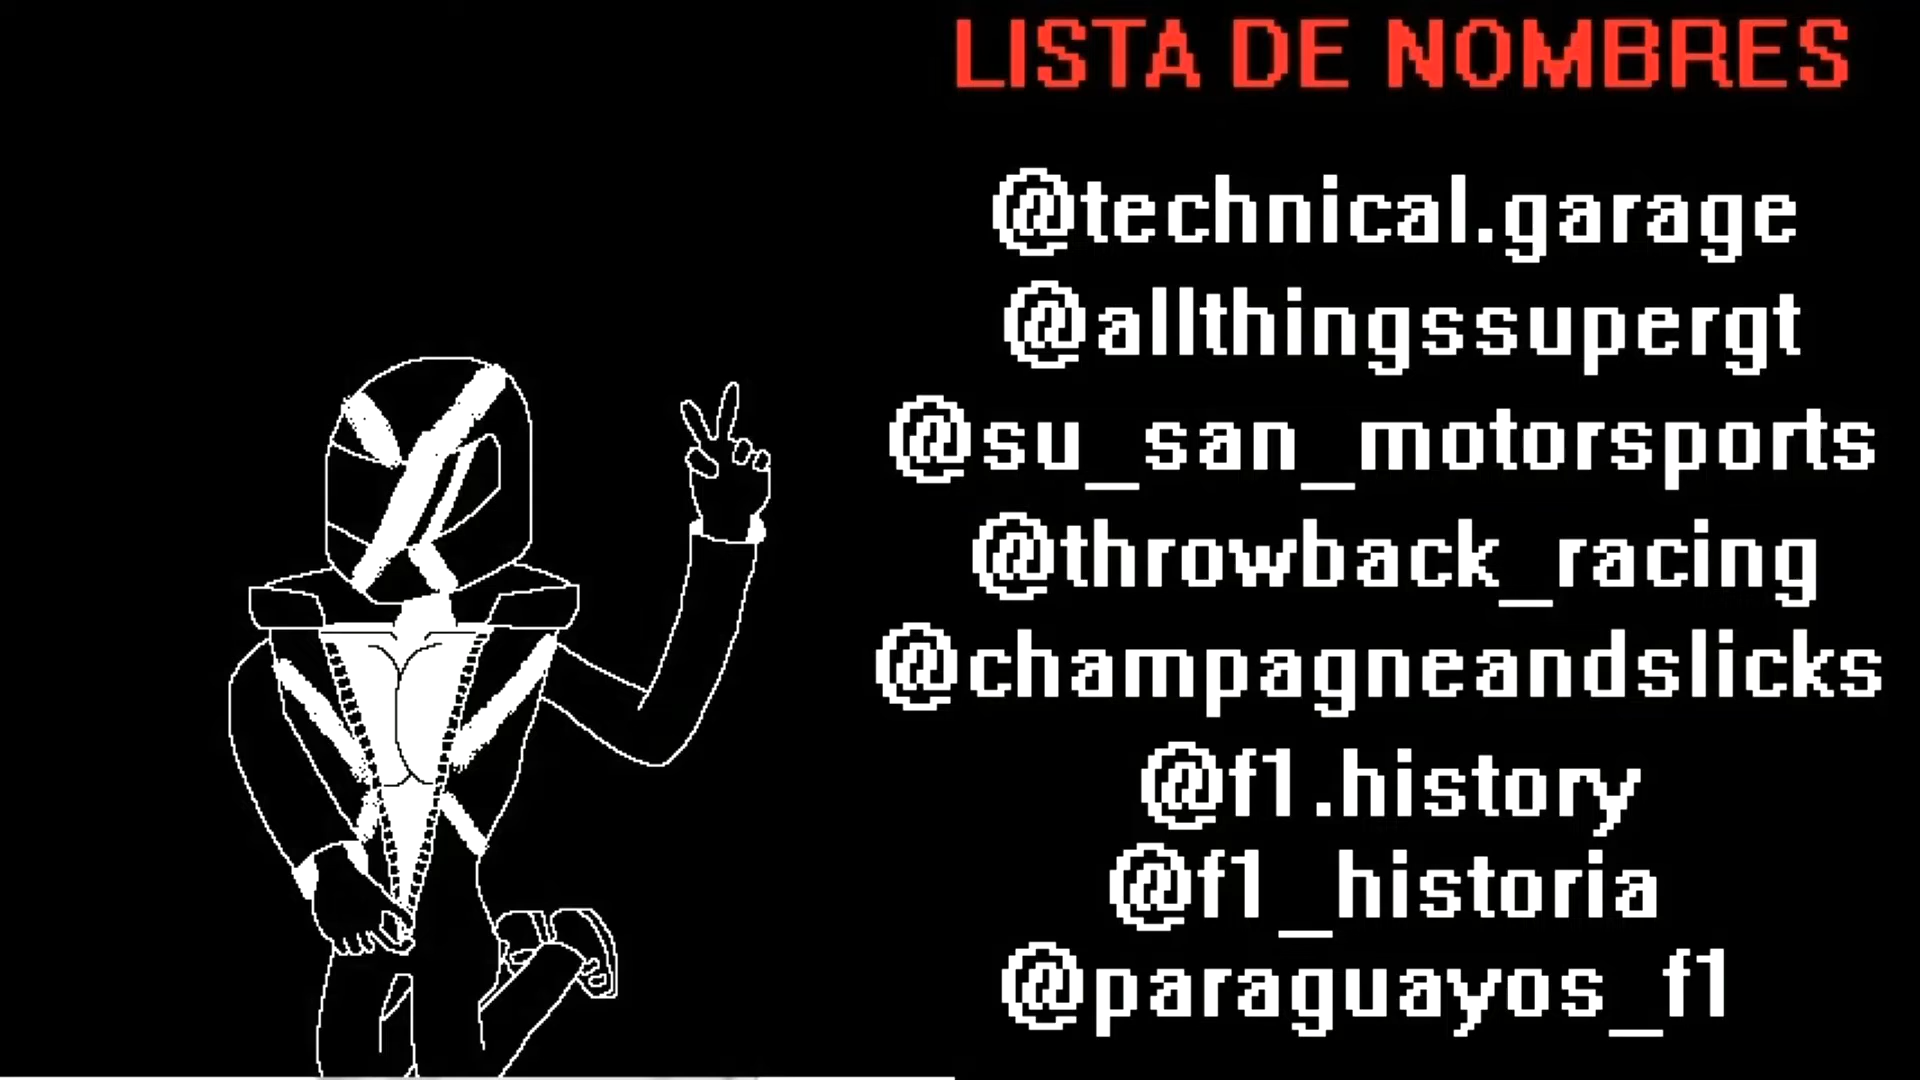 LISTA DE NOMBRES
@technical.garage
@allthingssupergt
@su_san_motorsports
@throwback_racing
@champagneandslicks
@f1.history
@f1_historia
@paraguayos_f1